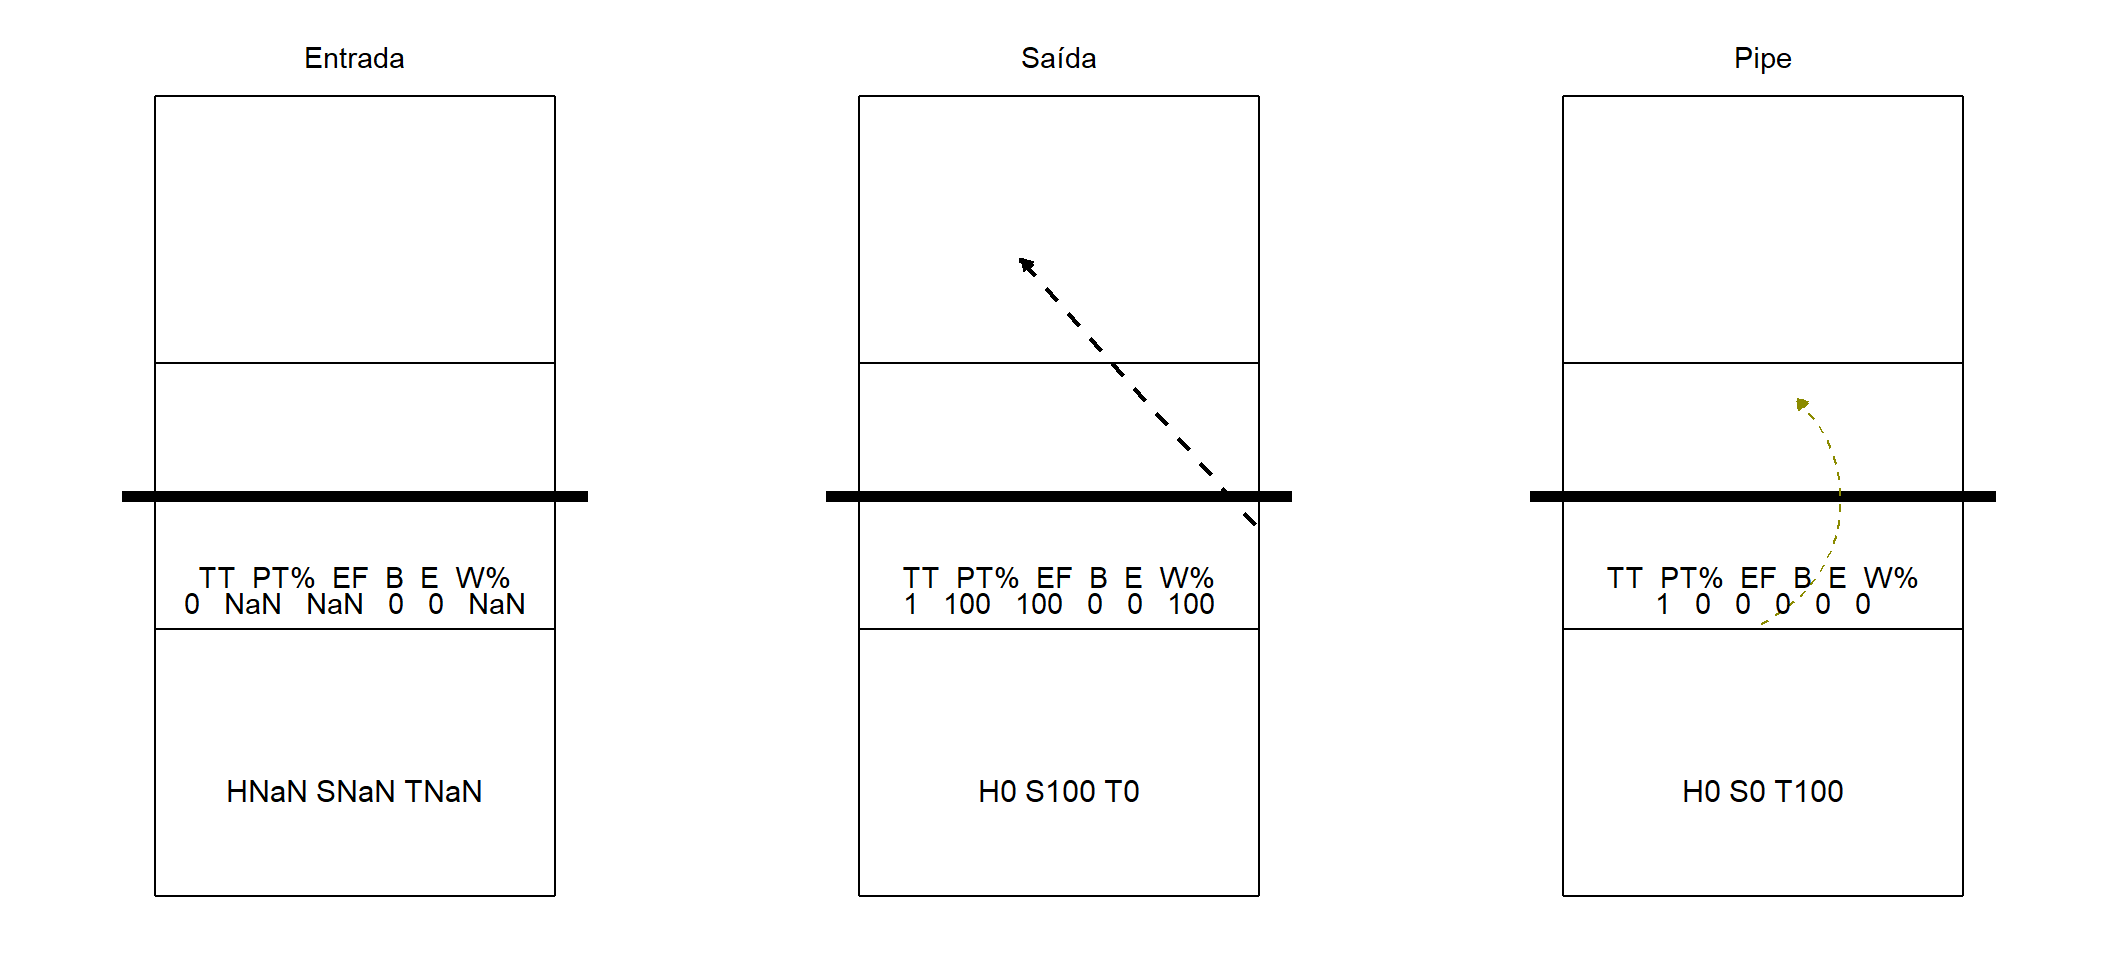 Entrada
TT PT% EF B E W%
0 NaN NaN 0 0 NaN
HNaN SNaN TNaN
Saída
TT PT% EF B E W%
1 100 100 0 0 100
H0 S100 T0
Pipe
TT PT% EF B E W%
1 0 0 0 0 0
H0 S0 T100